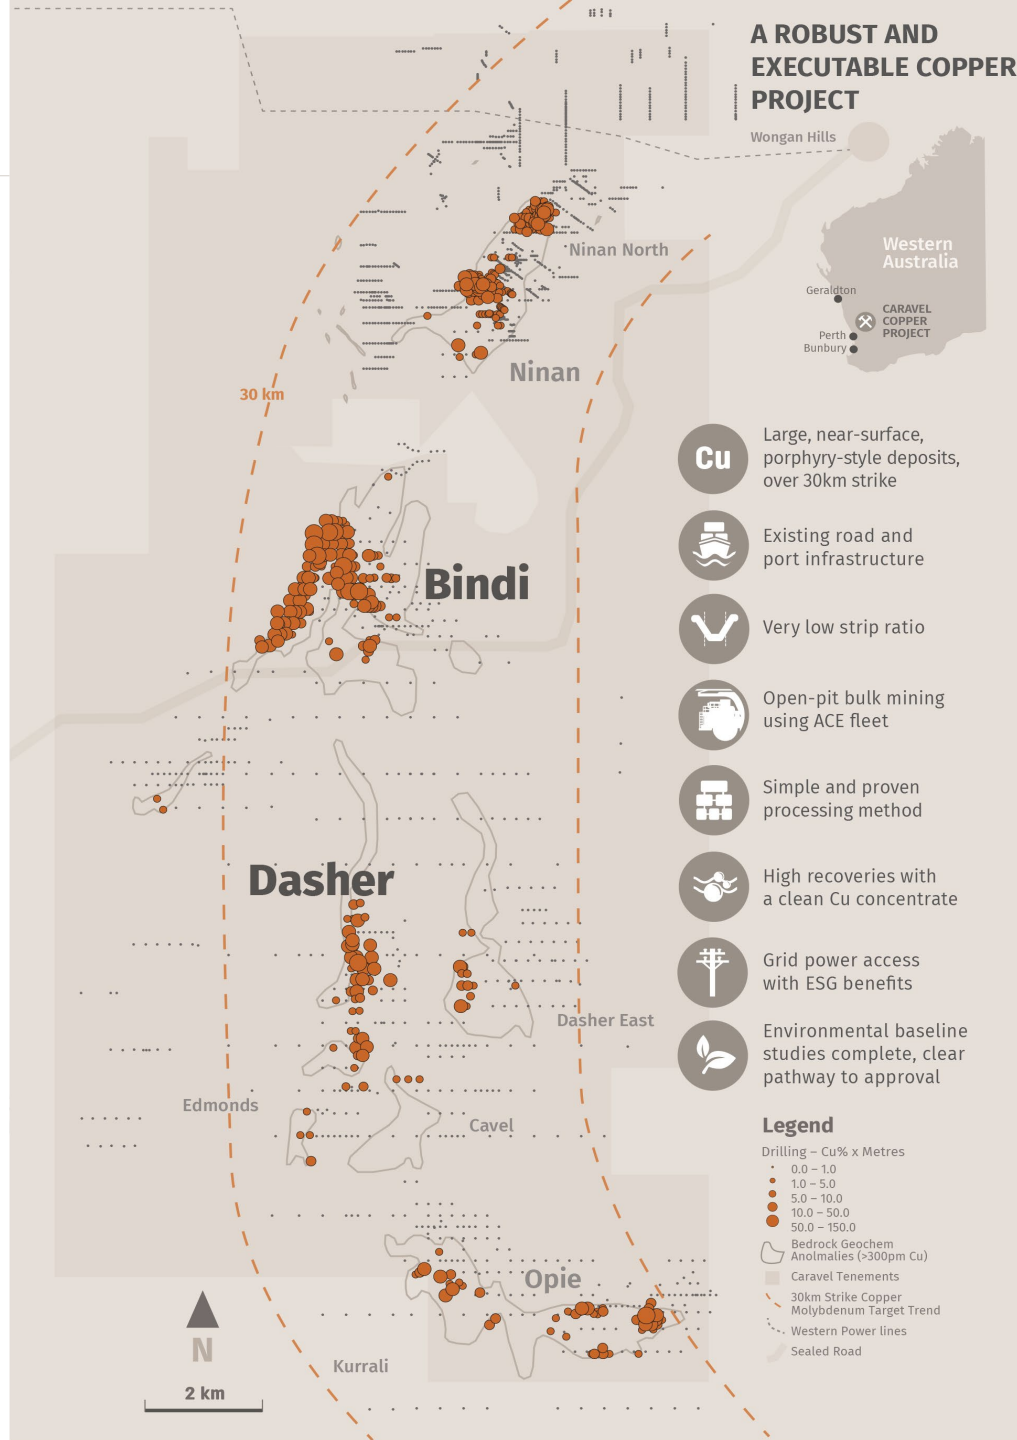 A ROBUST AND
EXECUTABLE COPPER
PROJECT
Wongan Hills
Western
Australia
Geraldton
CARAVEL
COPPER
PROJECT
Perth
Bunbury
Ninan North
Ninan
30 km
Large, near-surface,
porphyry-style deposits,
over 30km strike
Cu
Existing road and
port infrastructure
Bindi
Very low strip ratio
Open-pit bulk mining
using ACE fleet
Simple and proven
processing method
Dasher
High recoveries with
a clean Cu concentrate
Grid power access
with ESG benefits
Dasher East
Environmental baseline
studies complete, clear
pathway to approval
Edmonds
Cavel
Legend
Drilling – Cu% x Metres
0.0 – 1.0
1.0 – 5.0
5.0 – 10.0
10.0 – 50.0
50.0 – 150.0
Bedrock Geochem
Anolmalies (>300pm Cu)
Caravel Tenements
30km Strike Copper
Molybdenum Target Trend
Western Power lines
Sealed Road
Opie
N
Kurrali
2 km